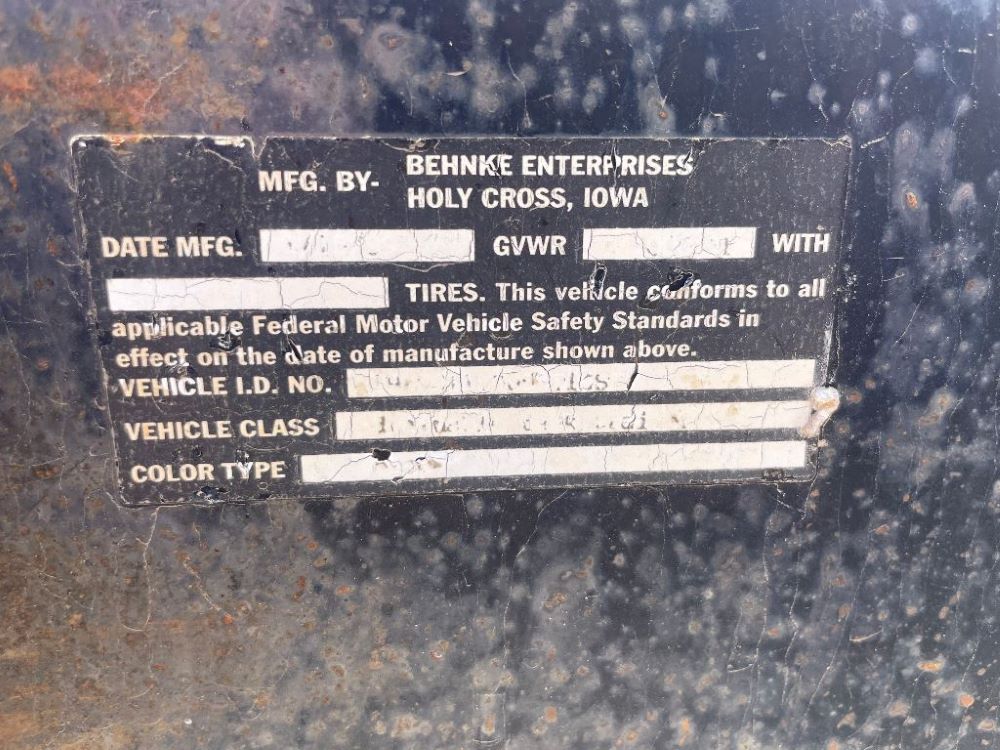 MFG. BY- BEHNKE ENTERPRISES
HOLY CROSS, IOWA
DATE MFG. GVWR WITH
TIRES. This vehicle conforms to all
applicable Federal Motor Vehicle Safety Standards in
effect on the date of manufacture shown above.
VEHICLE I.D. NO.
VEHICLE CLASS
COLOR TYPE